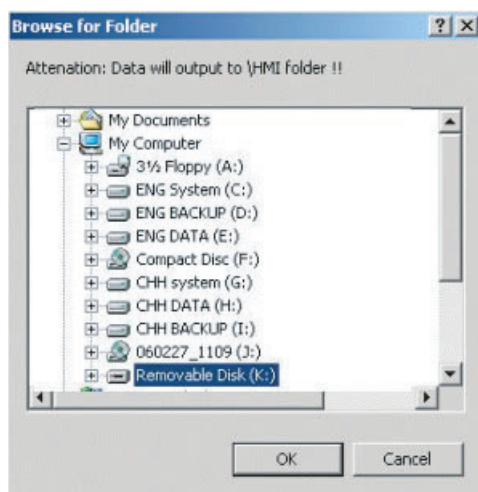 Browse for Folder
Attenation: Data will output to \HMI folder !!
My Documents
My Computer
3½ Floppy (A:)
ENG System (C:)
ENG BACKUP (D:)
ENG DATA (E:)
Compact Disc (F:)
CHH system (G:)
CHH DATA (H:)
CHH BACKUP (I:)
060227_1109 (J:)
Removable Disk (K:)
OK Cancel